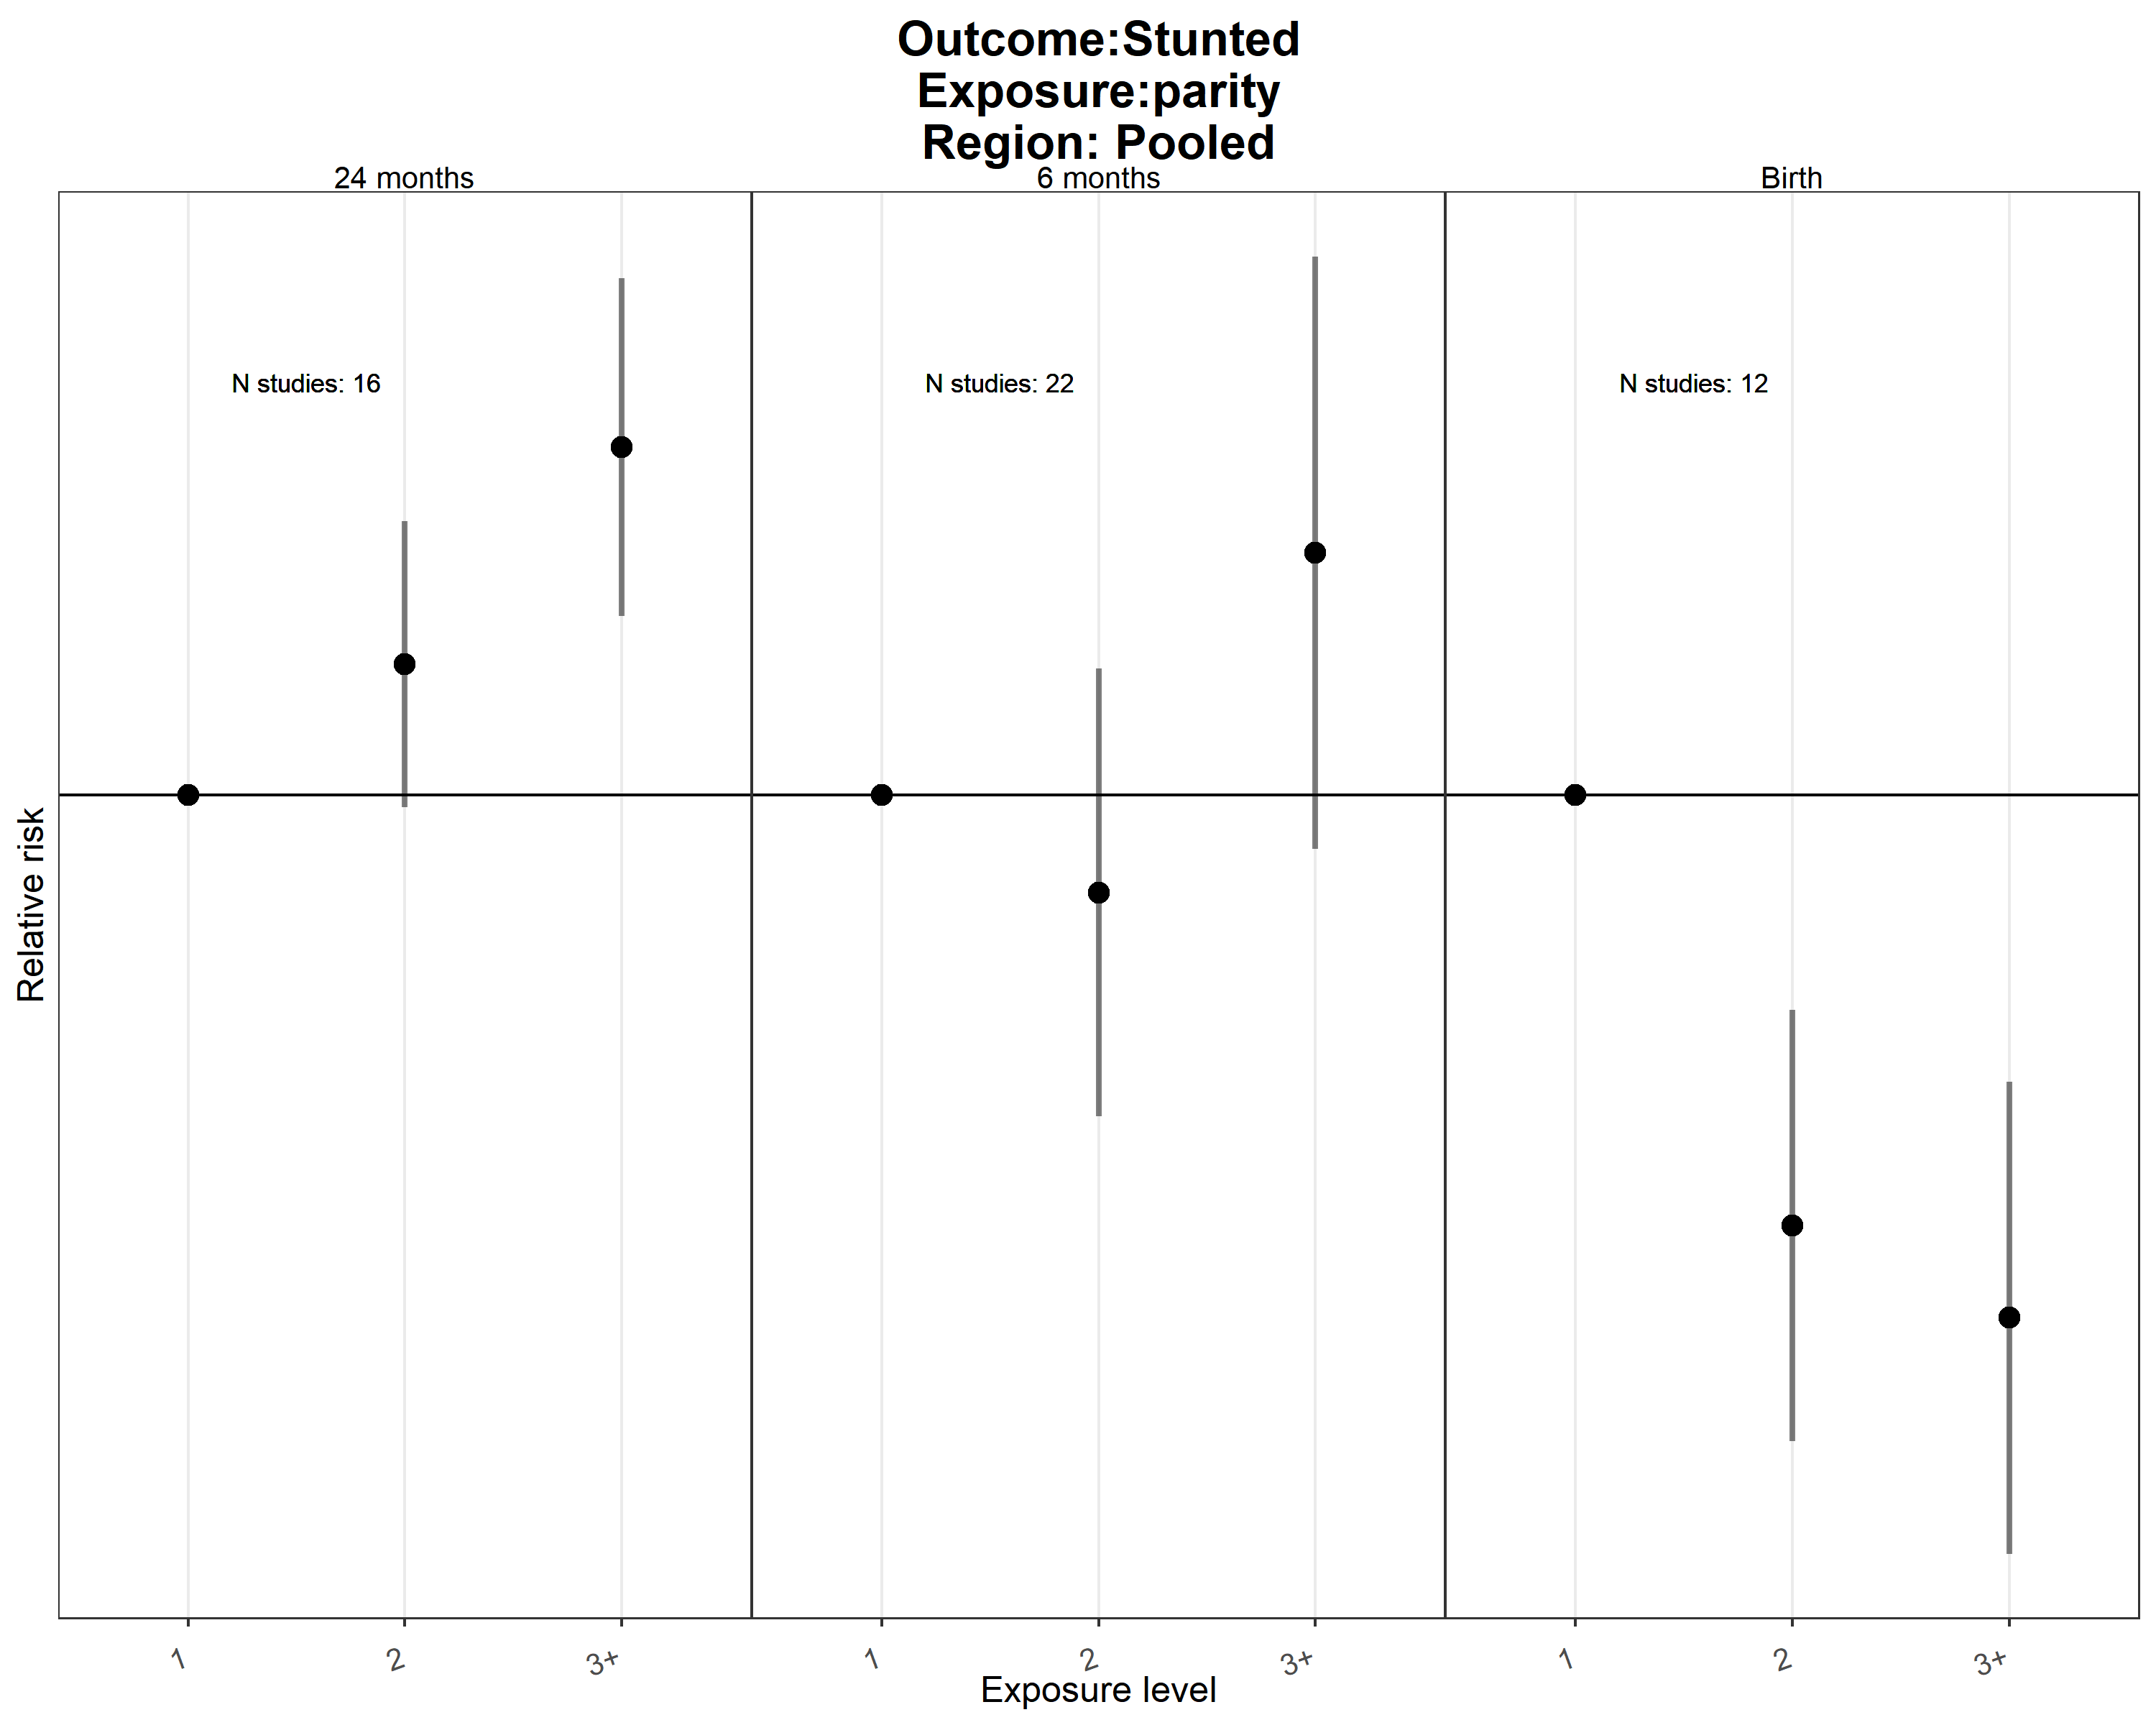 Outcome:Stunted
Exposure:parity
Region: Pooled
24 months
6 months
Birth
N studies: 16
N studies: 22
N studies: 12
Relative risk
1
2
3+
1
2
3+
1
2
3+
Exposure level